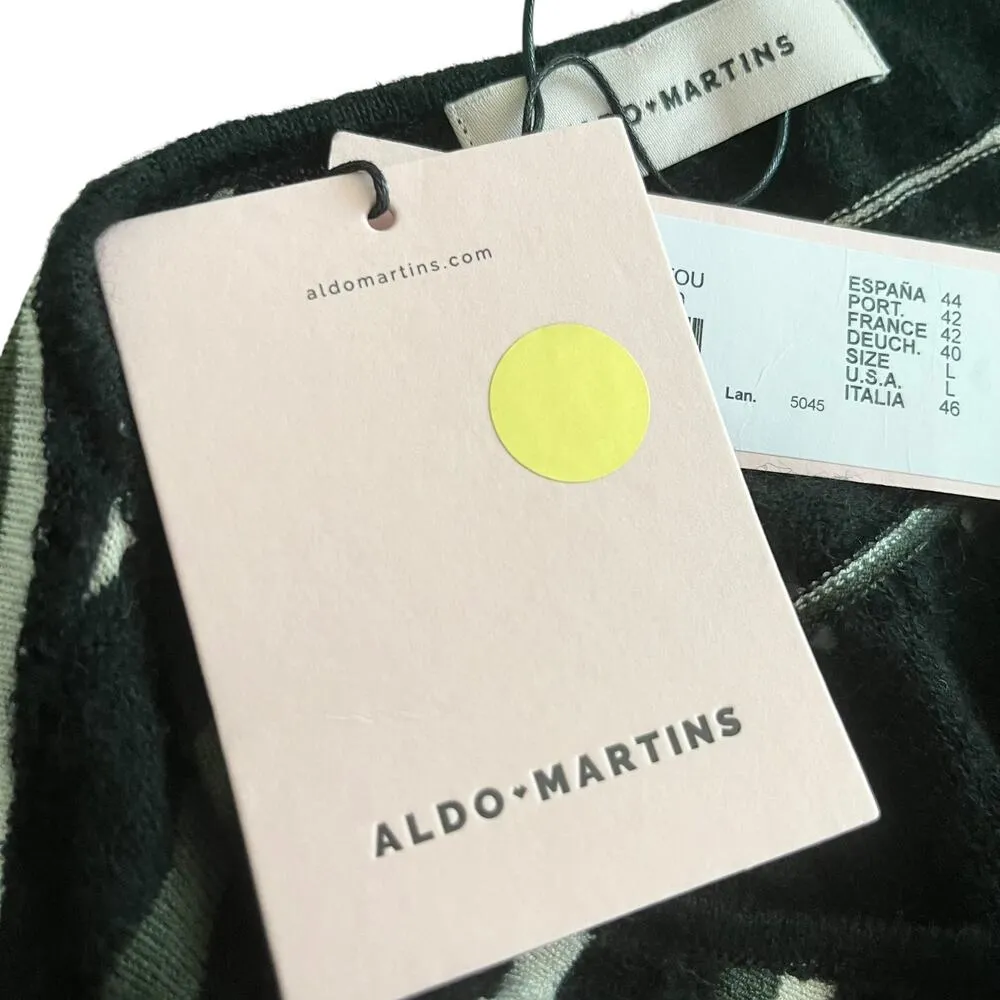 ALDO♥MARTINS
aldomartins.com
ESPAÑA 44
PORT. 42
FRANCE 42
DEUCH. 40
SIZE L
U.S.A. L
ITALIA 46
Lan. 5045
ALDO♥MARTINS